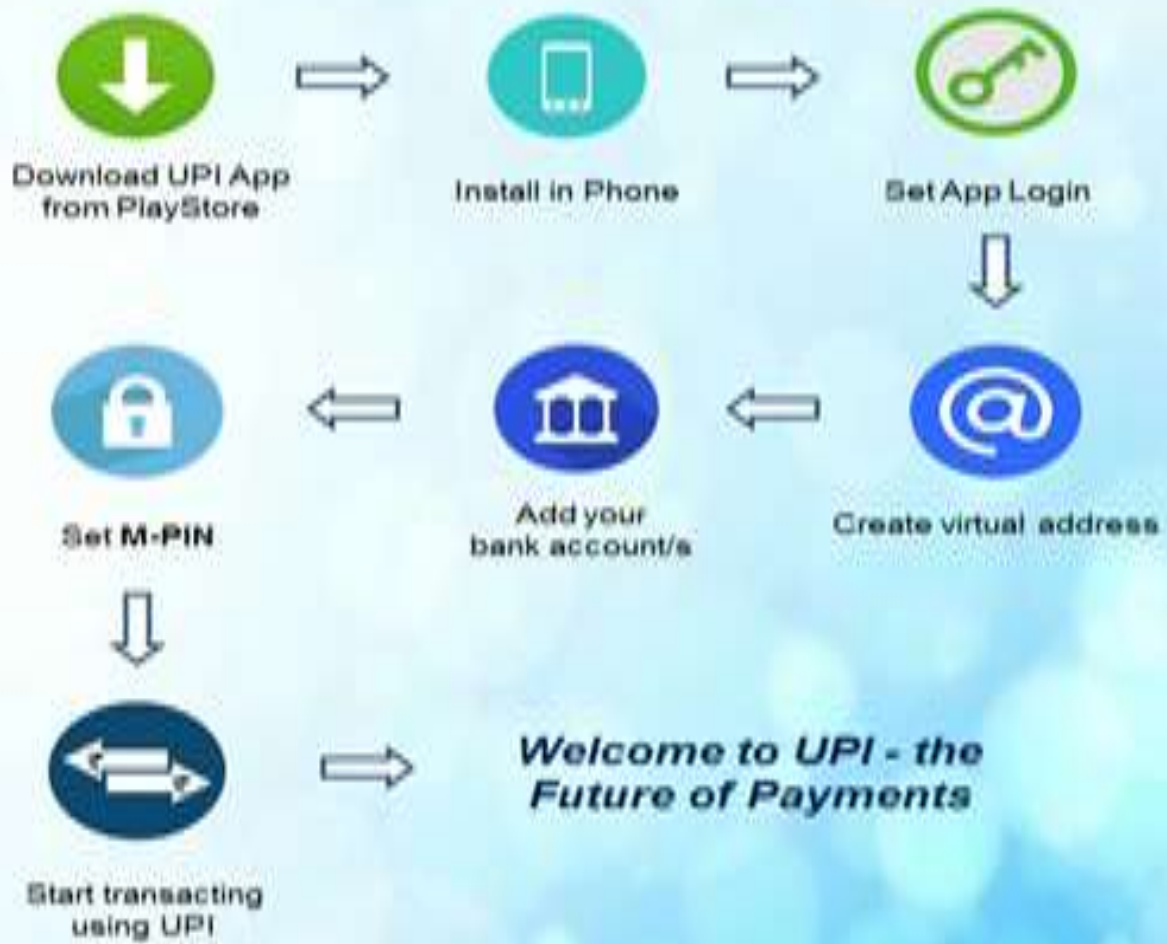 Download UPI App
from PlayStore
Install in Phone
Set App Login
Create virtual address
Add your
bank account/s
Set M-PIN
Start transacting
using UPI
Welcome to UPI - the
Future of Payments